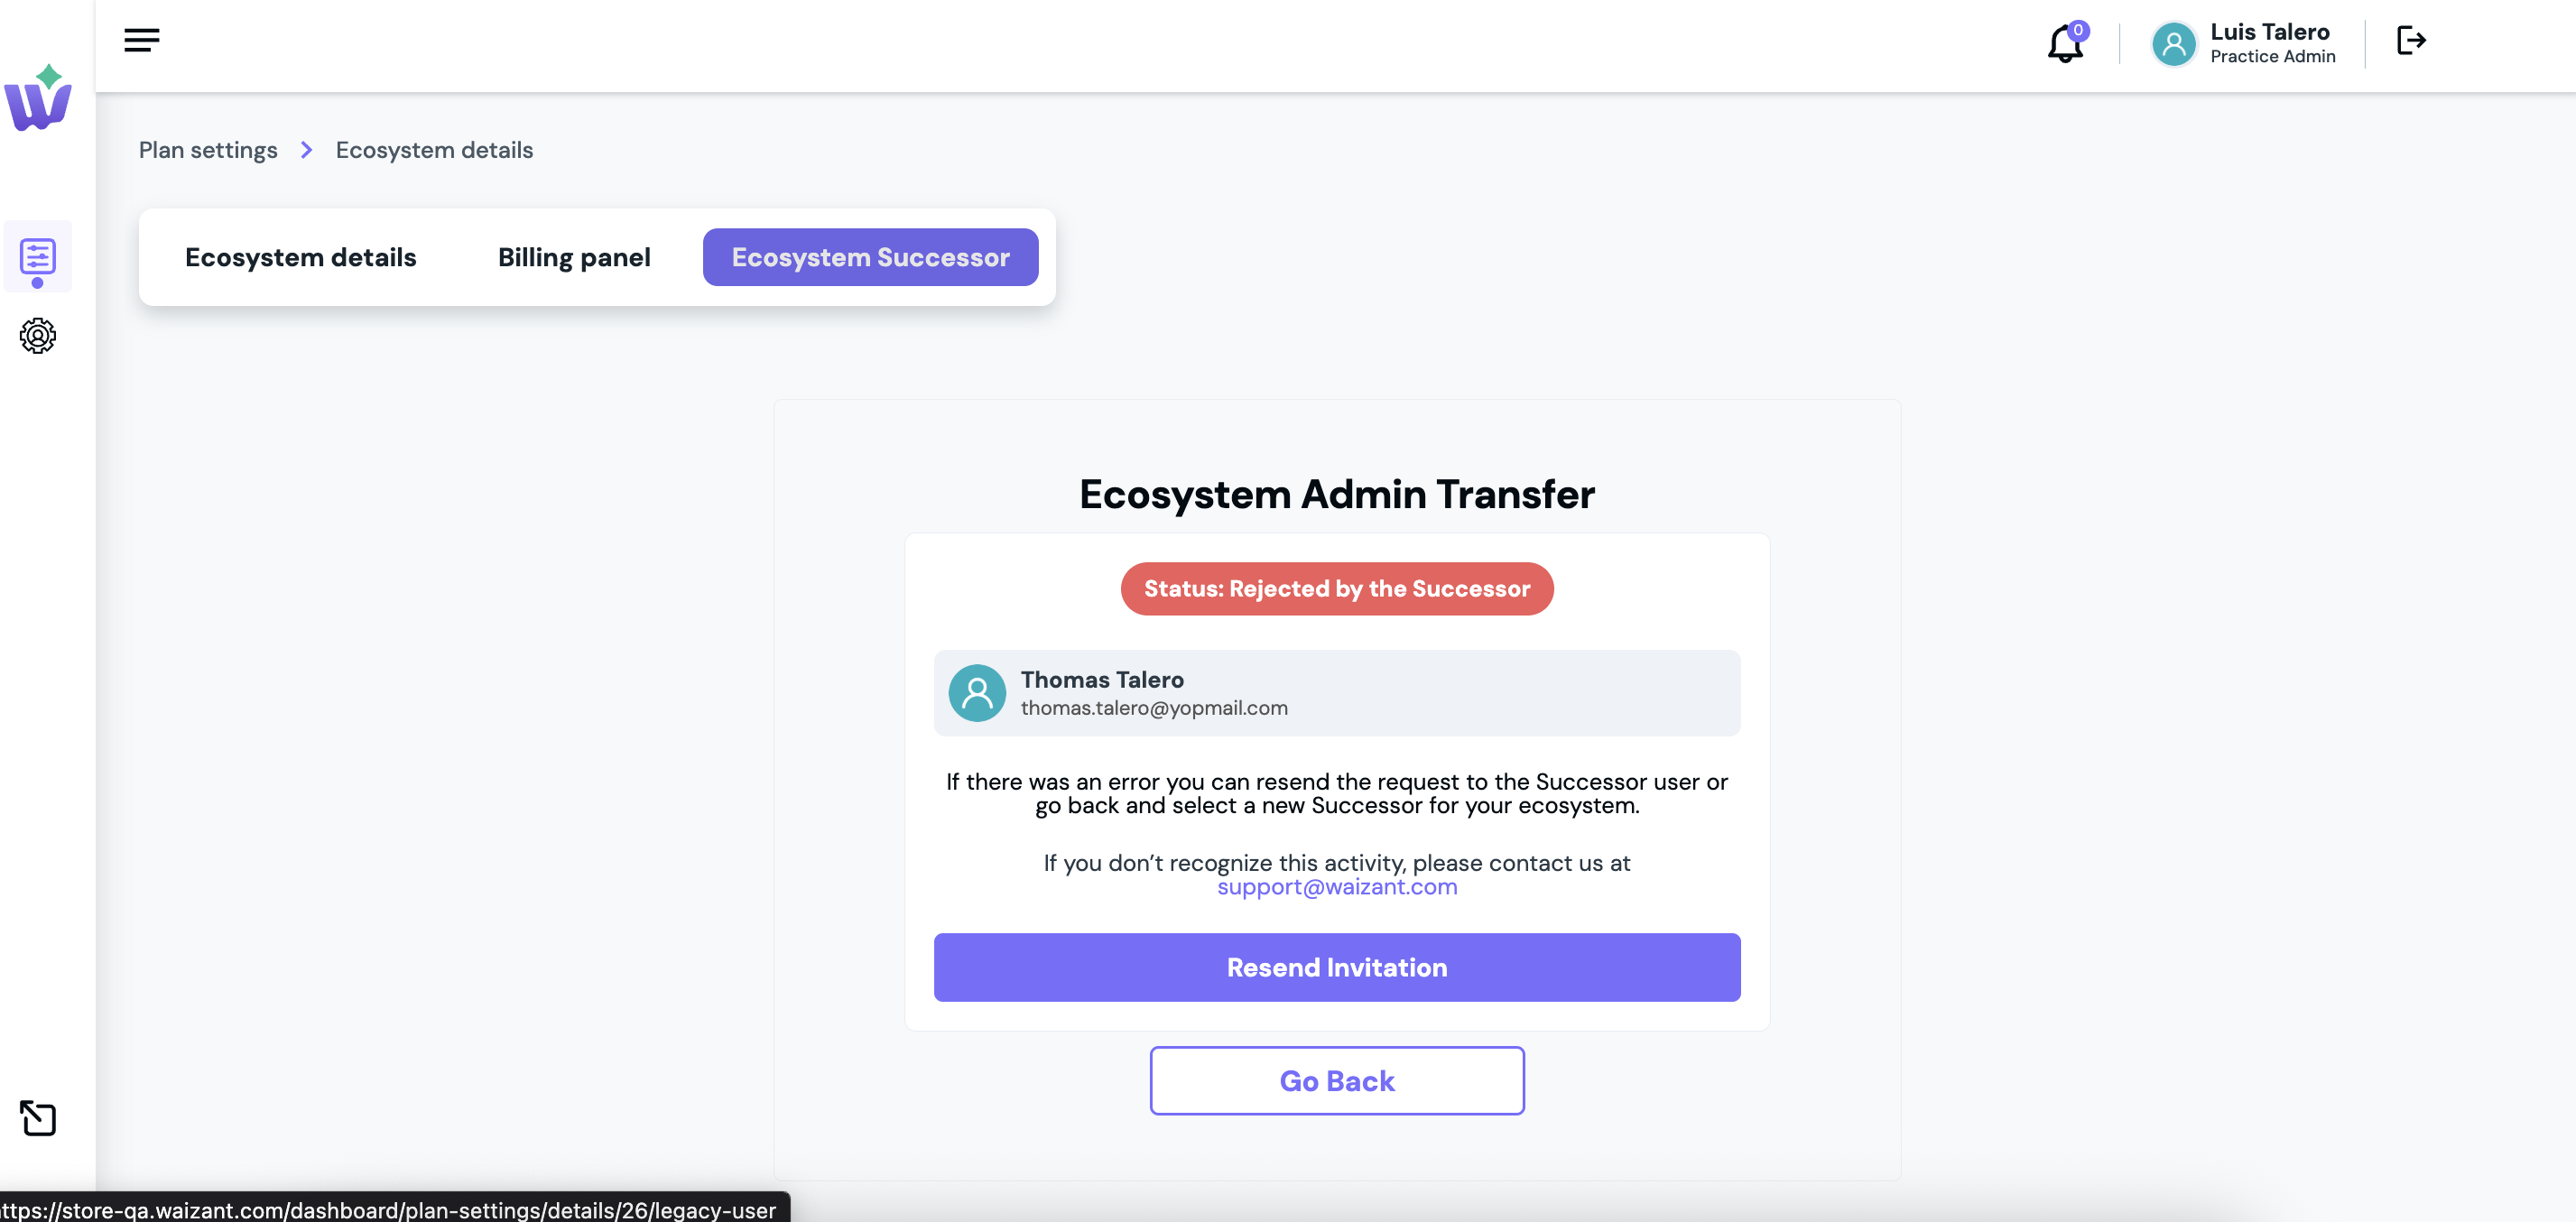 0
Luis Talero
Practice Admin
Plan settings
Ecosystem details
Ecosystem details
Billing panel
Ecosystem Successor
Ecosystem Admin Transfer
Status: Rejected by the Successor
Thomas Talero
thomas.talero@yopmail.com
If there was an error you can resend the request to the Successor user or
go back and select a new Successor for your ecosystem.
If you don’t recognize this activity, please contact us at
support@waizant.com
Resend Invitation
Go Back
ttps://store-qa.waizant.com/dashboard/plan-settings/details/26/legacy-user